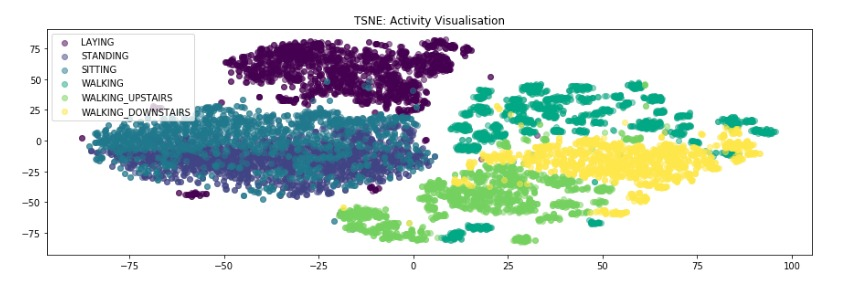 TSNE: Activity Visualisation
LAYING
STANDING
SITTING
WALKING
WALKING_UPSTAIRS
WALKING_DOWNSTAIRS
75
50
25
0
−25
−50
−75
−75
−50
−25
0
25
50
75
100